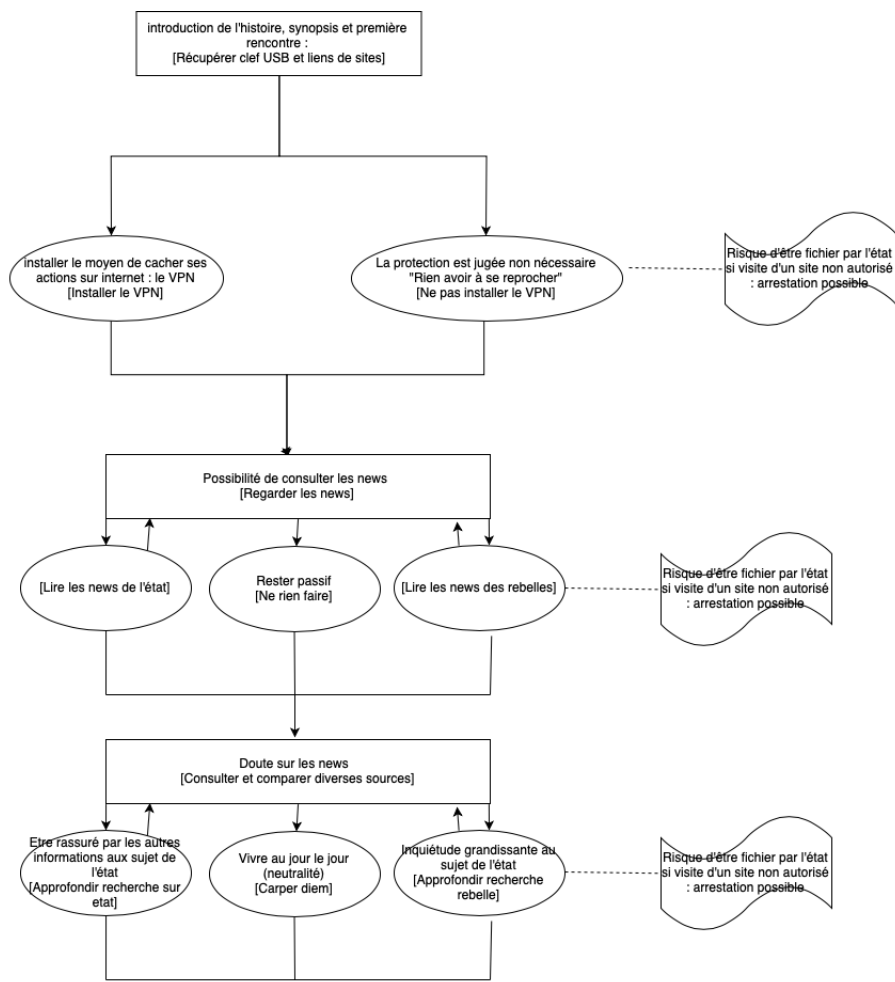 introduction de l'histoire, synopsis et première
rencontre :
[Récupérer clef USB et liens de sites]
installer le moyen de cacher ses
actions sur internet : le VPN
[Installer le VPN]
La protection est jugée non nécessaire
"Rien avoir à se reprocher"
[Ne pas installer le VPN]
Risque d'être fichier par l'état
si visite d'un site non autorisé
: arrestation possible
Possibilité de consulter les news
[Regarder les news]
[Lire les news de l'état]
Rester passif
[Ne rien faire]
[Lire les news des rebelles]
Risque d'être fichier par l'état
si visite d'un site non autorisé
: arrestation possible
Doute sur les news
[Consulter et comparer diverses sources]
Etre rassuré par les autres
informations aux sujet de
l'état
[Approfondir recherche sur
etat]
Vivre au jour le jour
(neutralité)
[Carper diem]
Inquiétude grandissante au
sujet de l'état
[Approfondir recherche
rebelle]
Risque d'être fichier par l'état
si visite d'un site non autorisé
: arrestation possible